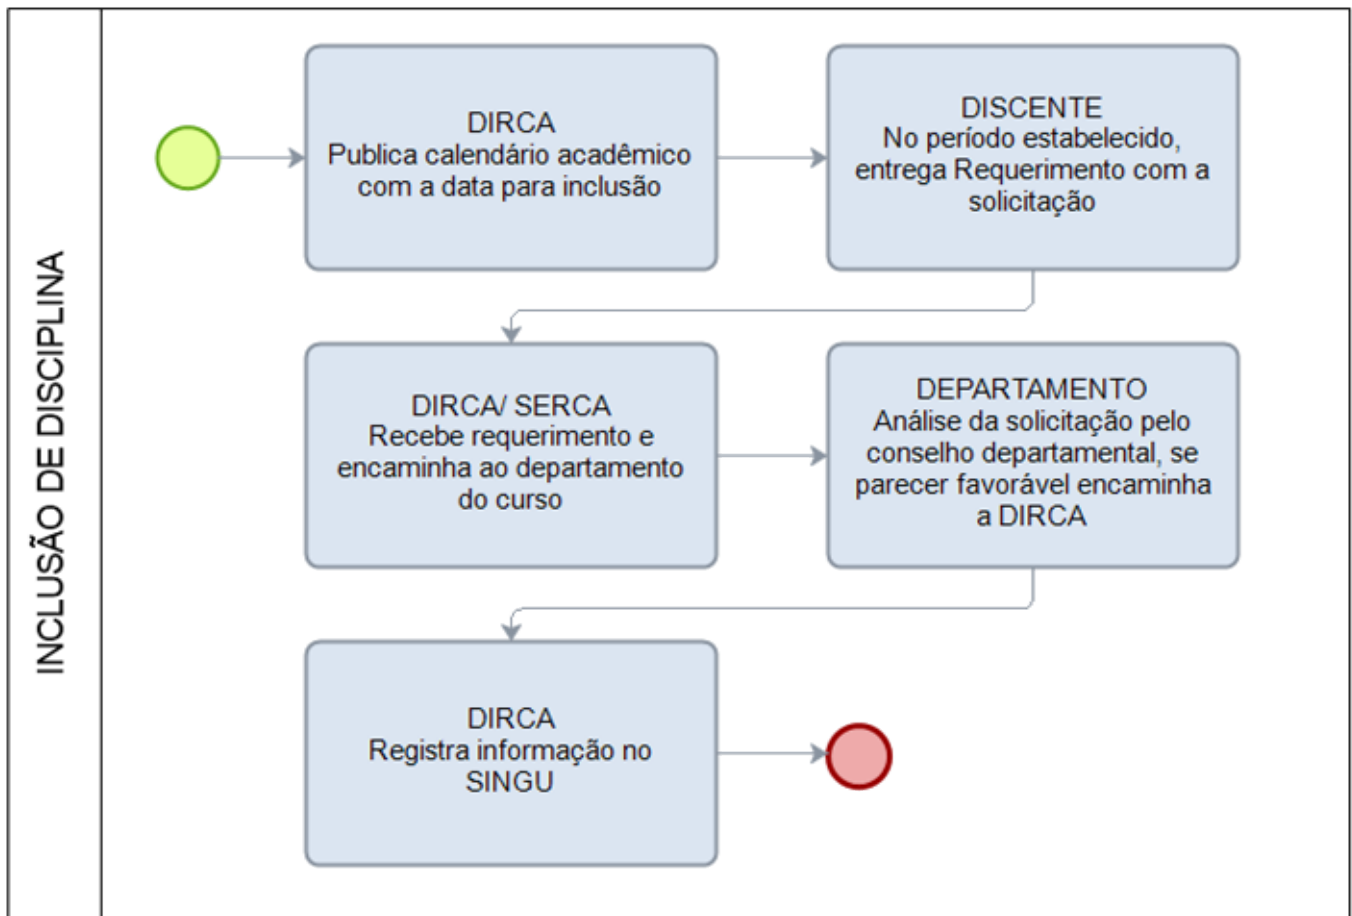 INCLUSÃO DE DISCIPLINA
DIRCA
Publica calendário acadêmico
com a data para inclusão
DISCENTE
No período estabelecido,
entrega Requerimento com a
solicitação
DIRCA/ SERCA
Recebe requerimento e
encaminha ao departamento
do curso
DEPARTAMENTO
Análise da solicitação pelo
conselho departamental, se
parecer favorável encaminha
a DIRCA
DIRCA
Registra informação no
SINGU